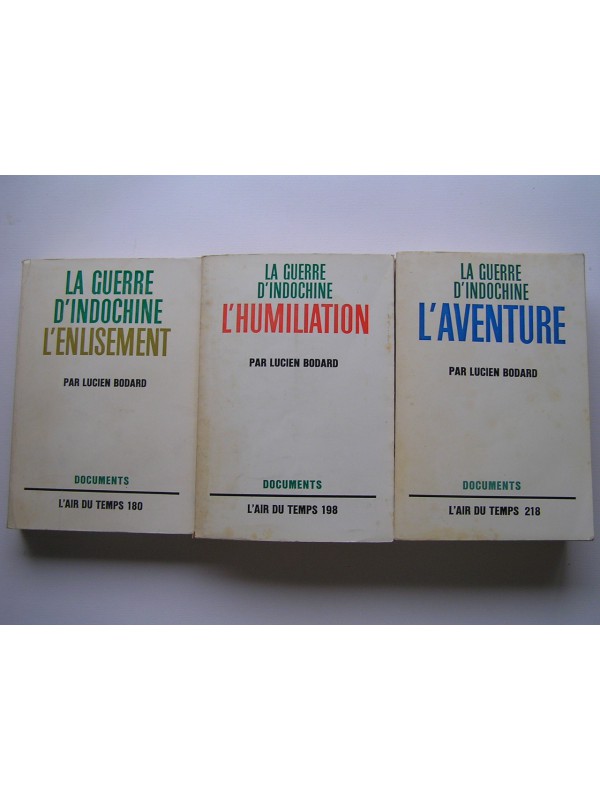 LA GUERRE
D'INDOCHINE
L'ENLISEMENT
PAR LUCIEN BODARD
DOCUMENTS
L'AIR DU TEMPS 180
LA GUERRE
D'INDOCHINE
L'HUMILIATION
PAR LUCIEN BODARD
DOCUMENTS
L'AIR DU TEMPS 198
LA GUERRE
D'INDOCHINE
L'AVENTURE
PAR LUCIEN BODARD
DOCUMENTS
L'AIR DU TEMPS 218